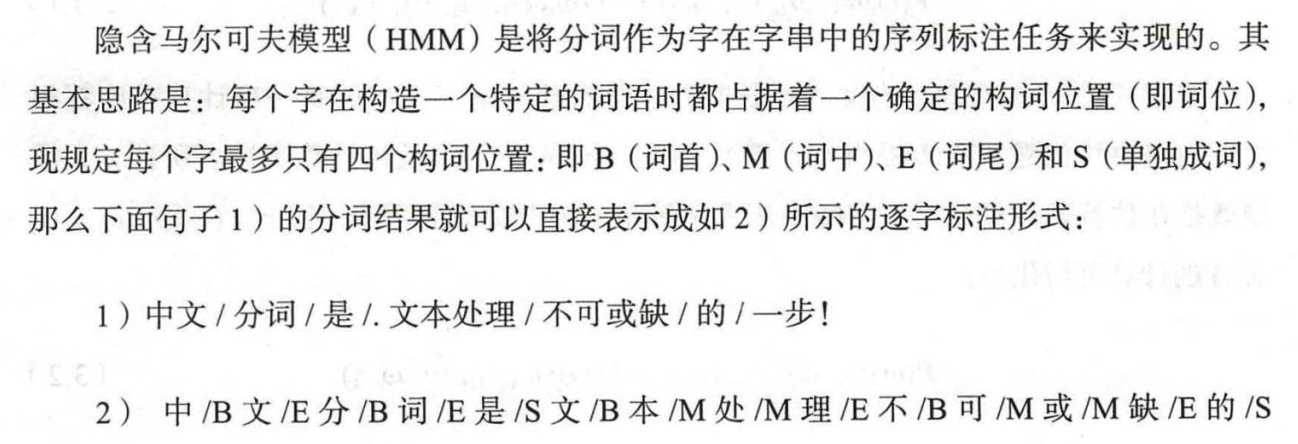 隐含马尔可夫模型（HMM）是将分词作为字在字串中的序列标注任务来实现的。其
基本思路是：每个字在构造一个特定的词语时都占据着一个确定的构词位置（即词位），
现规定每个字最多只有四个构词位置：即 B（词首）、M（词中）、E（词尾）和 S（单独成词），
那么下面句子 1）的分词结果就可以直接表示成如 2）所示的逐字标注形式：
1）中文 / 分词 / 是 /. 文本处理 / 不可或缺 / 的 / 一步！
2） 中 /B 文 /E 分 /B 词 /E 是 /S 文 /B 本 /M 处 /M 理 /E 不 /B 可 /M 或 /M 缺 /E 的 /S